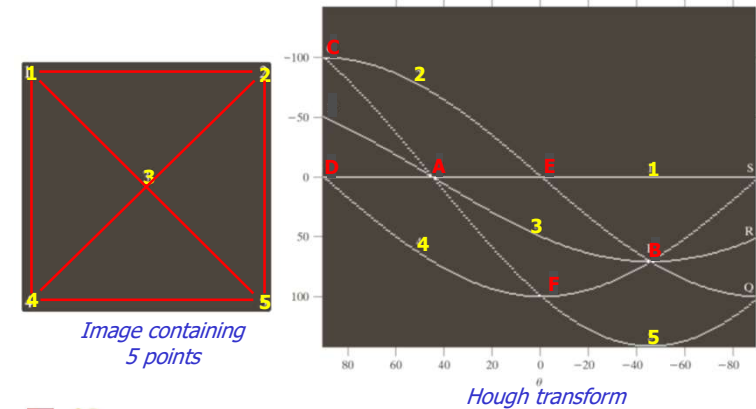 1 2
3
4 5
Image containing
5 points
-100
-50
0
50
100
C
2
D A E 1 S
3
4 B R
F Q
5
80 60 40 20 0 -20 -40 -60 -80
θ
Hough transform